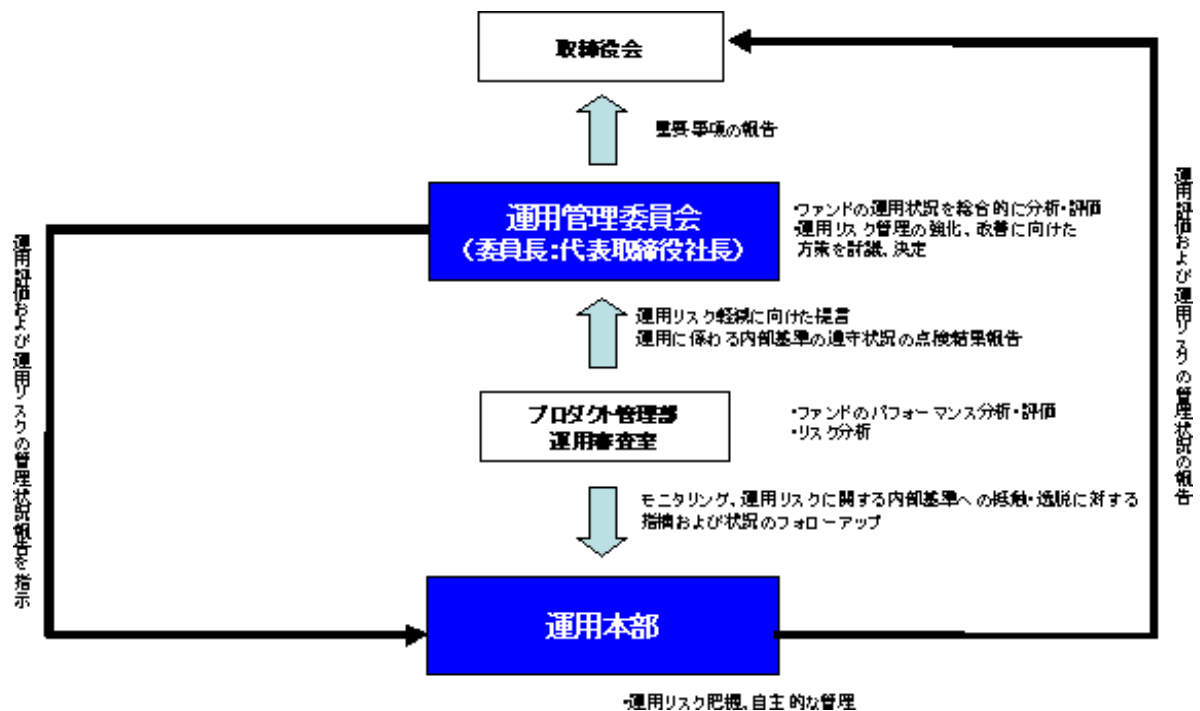 取締役会
重要事項の報告
運用管理委員会
（委員長：代表取締役社長）
・ファンドの運用状況を総合的に分析・評価
・運用リスク管理の強化、改善に向けた
方策を討議、決定
運用リスク軽減に向けた提言
運用に係わる内部基準の遵守状況の点検結果報告
プロダクト管理部
運用審査室
・ファンドのパフォーマンス分析・評価
・リスク分析
モニタリング、運用リスクに関する内部基準への抵触・逸脱に対する
指摘および状況のフォローアップ
運用本部
・運用リスク把握、自主的な管理
運用評価および運用リスクの管理状況報告を指示
運用評価および運用リスクの管理状況の報告